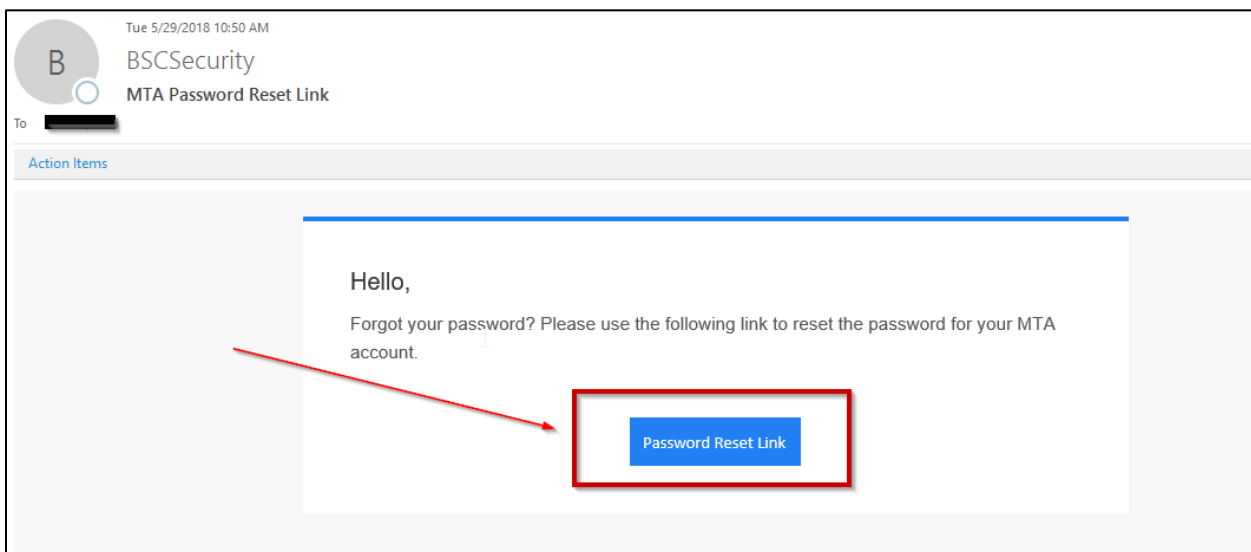 Tue 5/29/2018 10:50 AM
B
BSCSecurity
MTA Password Reset Link
To
Action Items
Hello,
Forgot your password? Please use the following link to reset the password for your MTA
account.
Password Reset Link